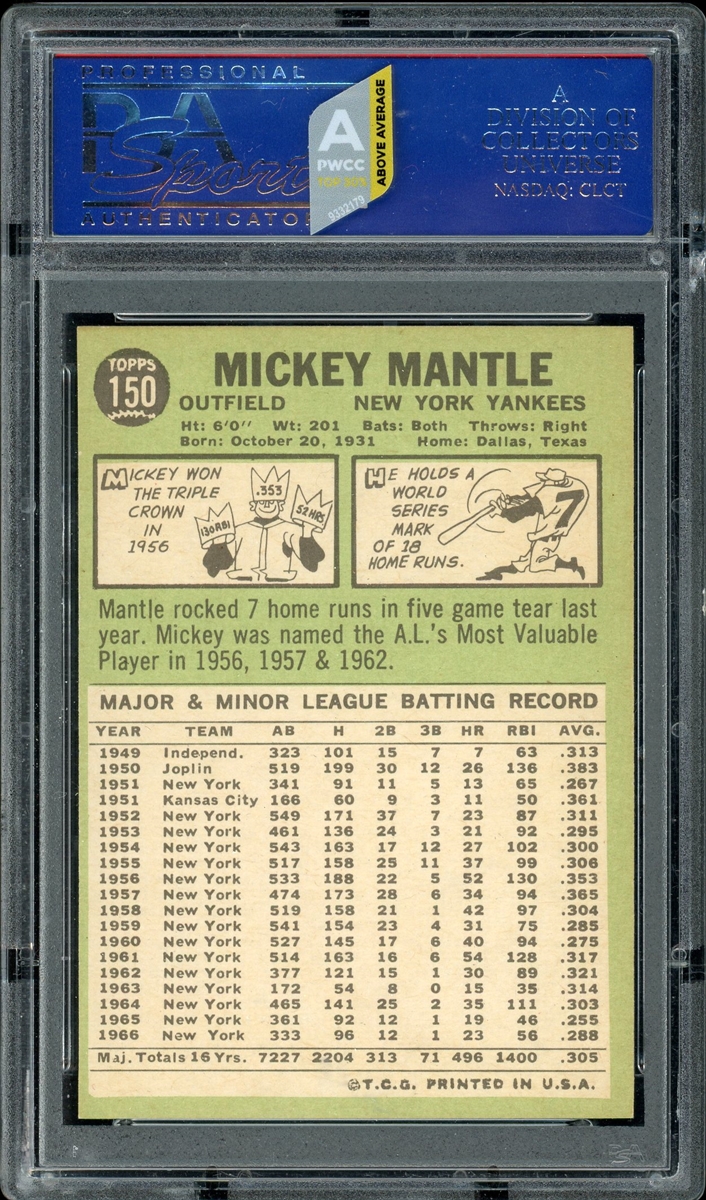 PROFESSIONAL
PSA
Sport
AUTHENTICATO
A
PWCC
9332179
ABOVE AVERAGE
A
DIVISION OF
COLLECTORS
UNIVERSE
NASDAQ: CLCT
TOPPS
150
MICKEY MANTLE
OUTFIELD NEW YORK YANKEES
Ht: 6'0" Wt: 201 Bats: Both Throws: Right
Born: October 20, 1931 Home: Dallas, Texas
MICKEY WON
THE TRIPLE
CROWN
IN
1956
.353
130 RBI
52 HRS
HE HOLDS A
WORLD
SERIES
MARK
OF 18
HOME RUNS.
7
Mantle rocked 7 home runs in five game tear last
year. Mickey was named the A.L.'s Most Valuable
Player in 1956, 1957 & 1962.
MAJOR & MINOR LEAGUE BATTING RECORD
YEAR TEAM AB H 2B 3B HR RBI AVG.
1949 Independ. 323 101 15 7 7 63 .313
1950 Joplin 519 199 30 12 26 136 .383
1951 New York 341 91 11 5 13 65 .267
1951 Kansas City 166 60 9 3 11 50 .361
1952 New York 549 171 37 7 23 87 .311
1953 New York 461 136 24 3 21 92 .295
1954 New York 543 163 17 12 27 102 .300
1955 New York 517 158 25 11 37 99 .306
1956 New York 533 188 22 5 52 130 .353
1957 New York 474 173 28 6 34 94 .365
1958 New York 519 158 21 1 42 97 .304
1959 New York 541 154 23 4 31 75 .285
1960 New York 527 145 17 6 40 94 .275
1961 New York 514 163 16 6 54 128 .317
1962 New York 377 121 15 1 30 89 .321
1963 New York 172 54 8 0 15 35 .314
1964 New York 465 141 25 2 35 111 .303
1965 New York 361 92 12 1 19 46 .255
1966 New York 333 96 12 1 23 56 .288
Maj. Totals 16 Yrs. 7227 2204 313 71 496 1400 .305
©T.C.G. PRINTED IN U.S.A.